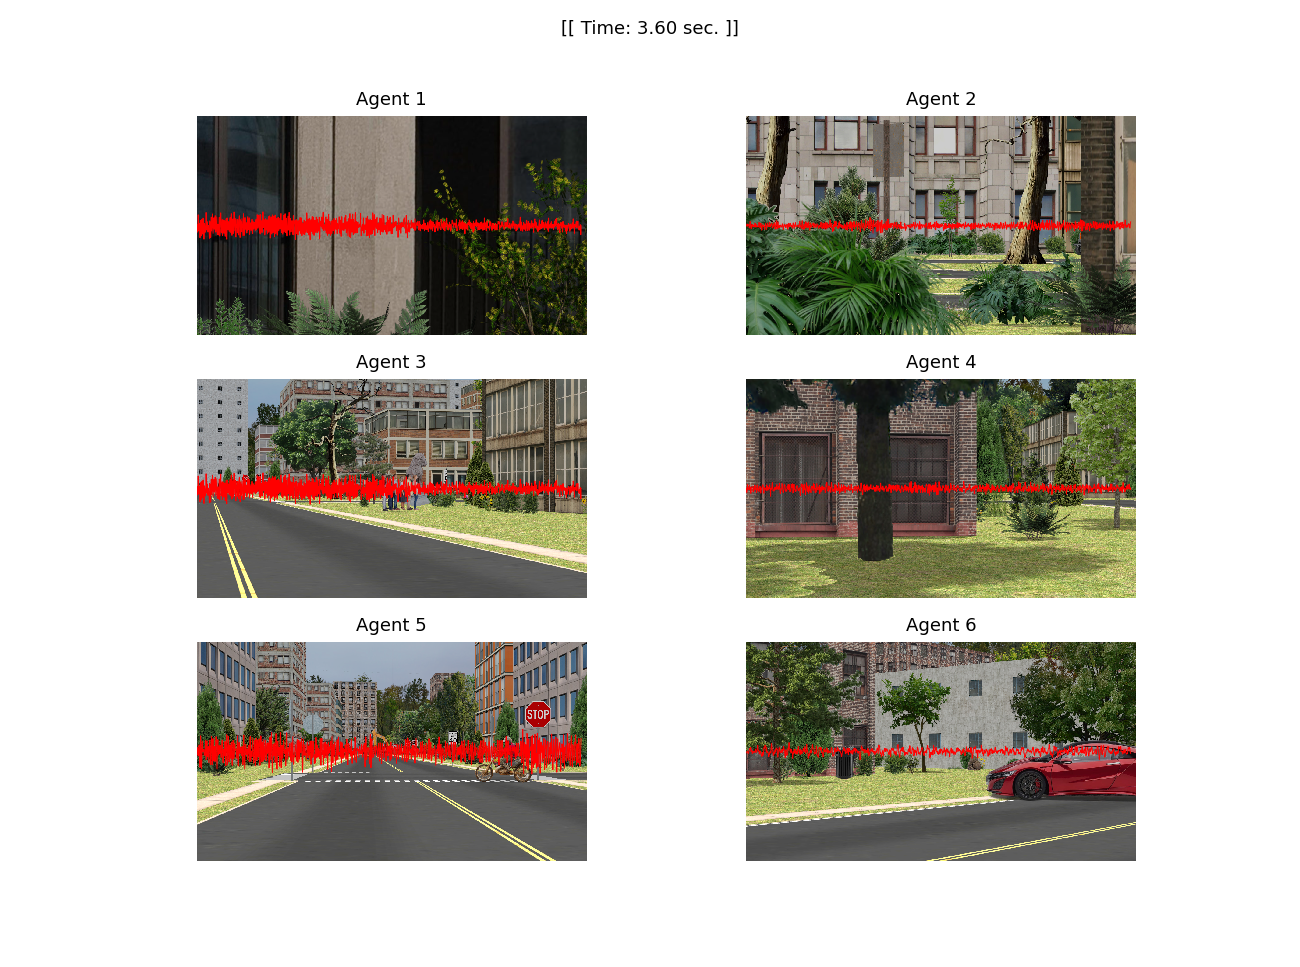 [[ Time: 3.60 sec. ]]
Agent 1
Agent 2
Agent 3
Agent 4
Agent 5
STOP
Agent 6